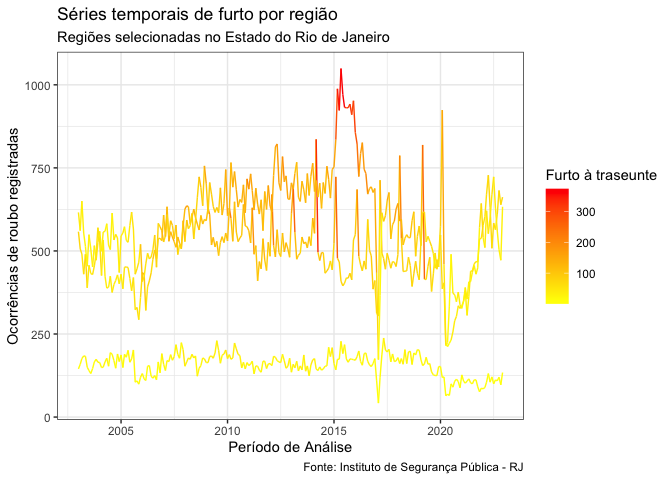 Séries temporais de furto por região
Regiões selecionadas no Estado do Rio de Janeiro
Ocorrências de roubo registradas
1000
750
500
250
0
2005
2010
2015
2020
Período de Análise
Fonte: Instituto de Segurança Pública - RJ
Furto à traseunte
300
200
100